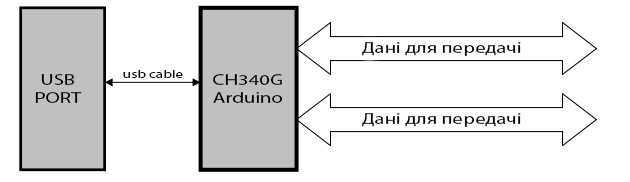 USB
PORT
usb cable
CH340G
Arduino
Дані для передачі
Дані для передачі